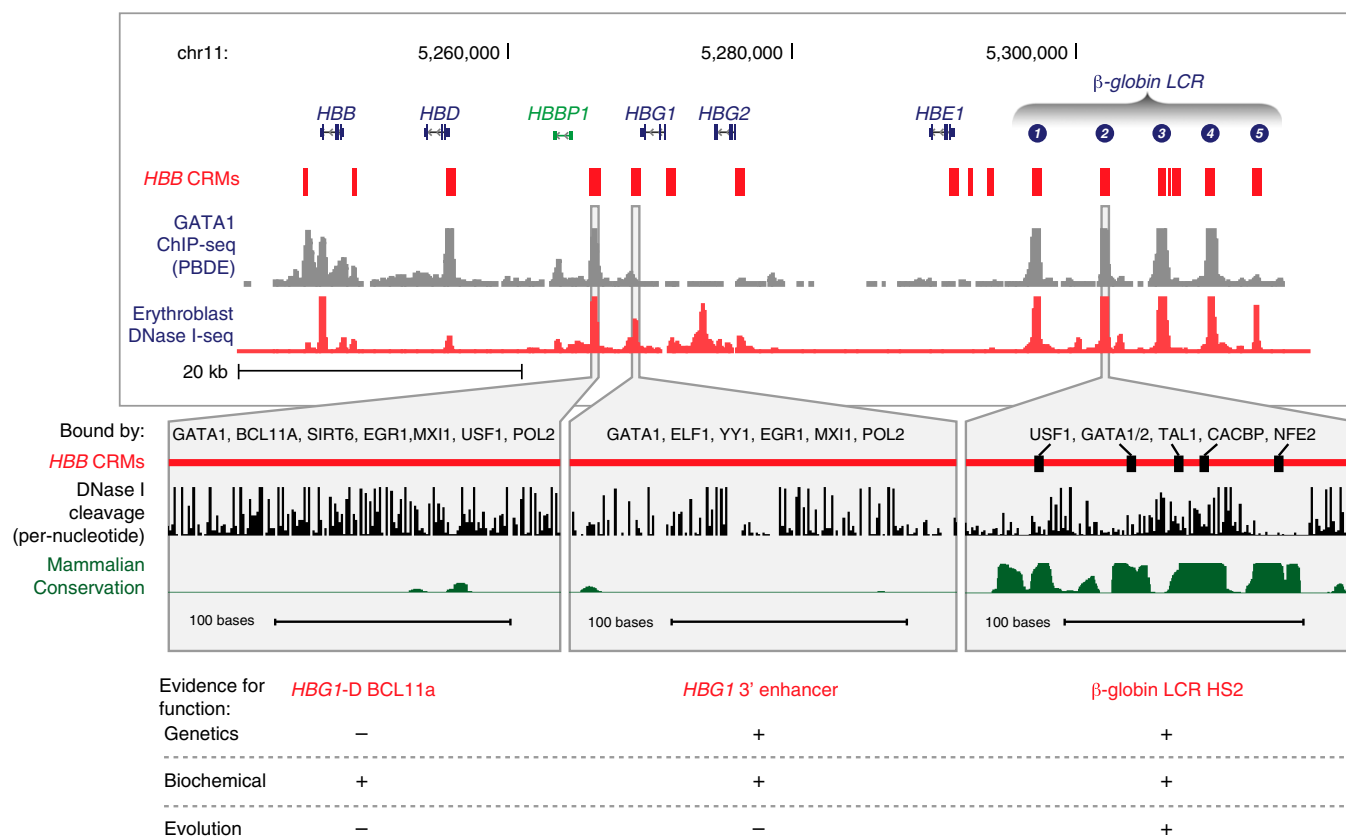 chr11: 5,260,000 5,280,000 5,300,000
β-globin LCR
HBB HBD HBBP1 HBG1 HBG2 HBE1
1 2 3 4 5
HBB CRMs
GATA1
ChIP-seq
(PBDE)
Erythroblast
DNase I-seq
20 kb
Bound by: GATA1, BCL11A, SIRT6, EGR1,MXI1, USF1, POL2 GATA1, ELF1, YY1, EGR1, MXI1, POL2 USF1, GATA1/2, TAL1, CACBP, NFE2
HBB CRMs
DNase I
cleavage
(per-nucleotide)
Mammalian
Conservation
100 bases 100 bases 100 bases
Evidence for
function:
HBG1-D BCL11a HBG1 3' enhancer β-globin LCR HS2
Genetics − + +
Biochemical + + +
Evolution − − +